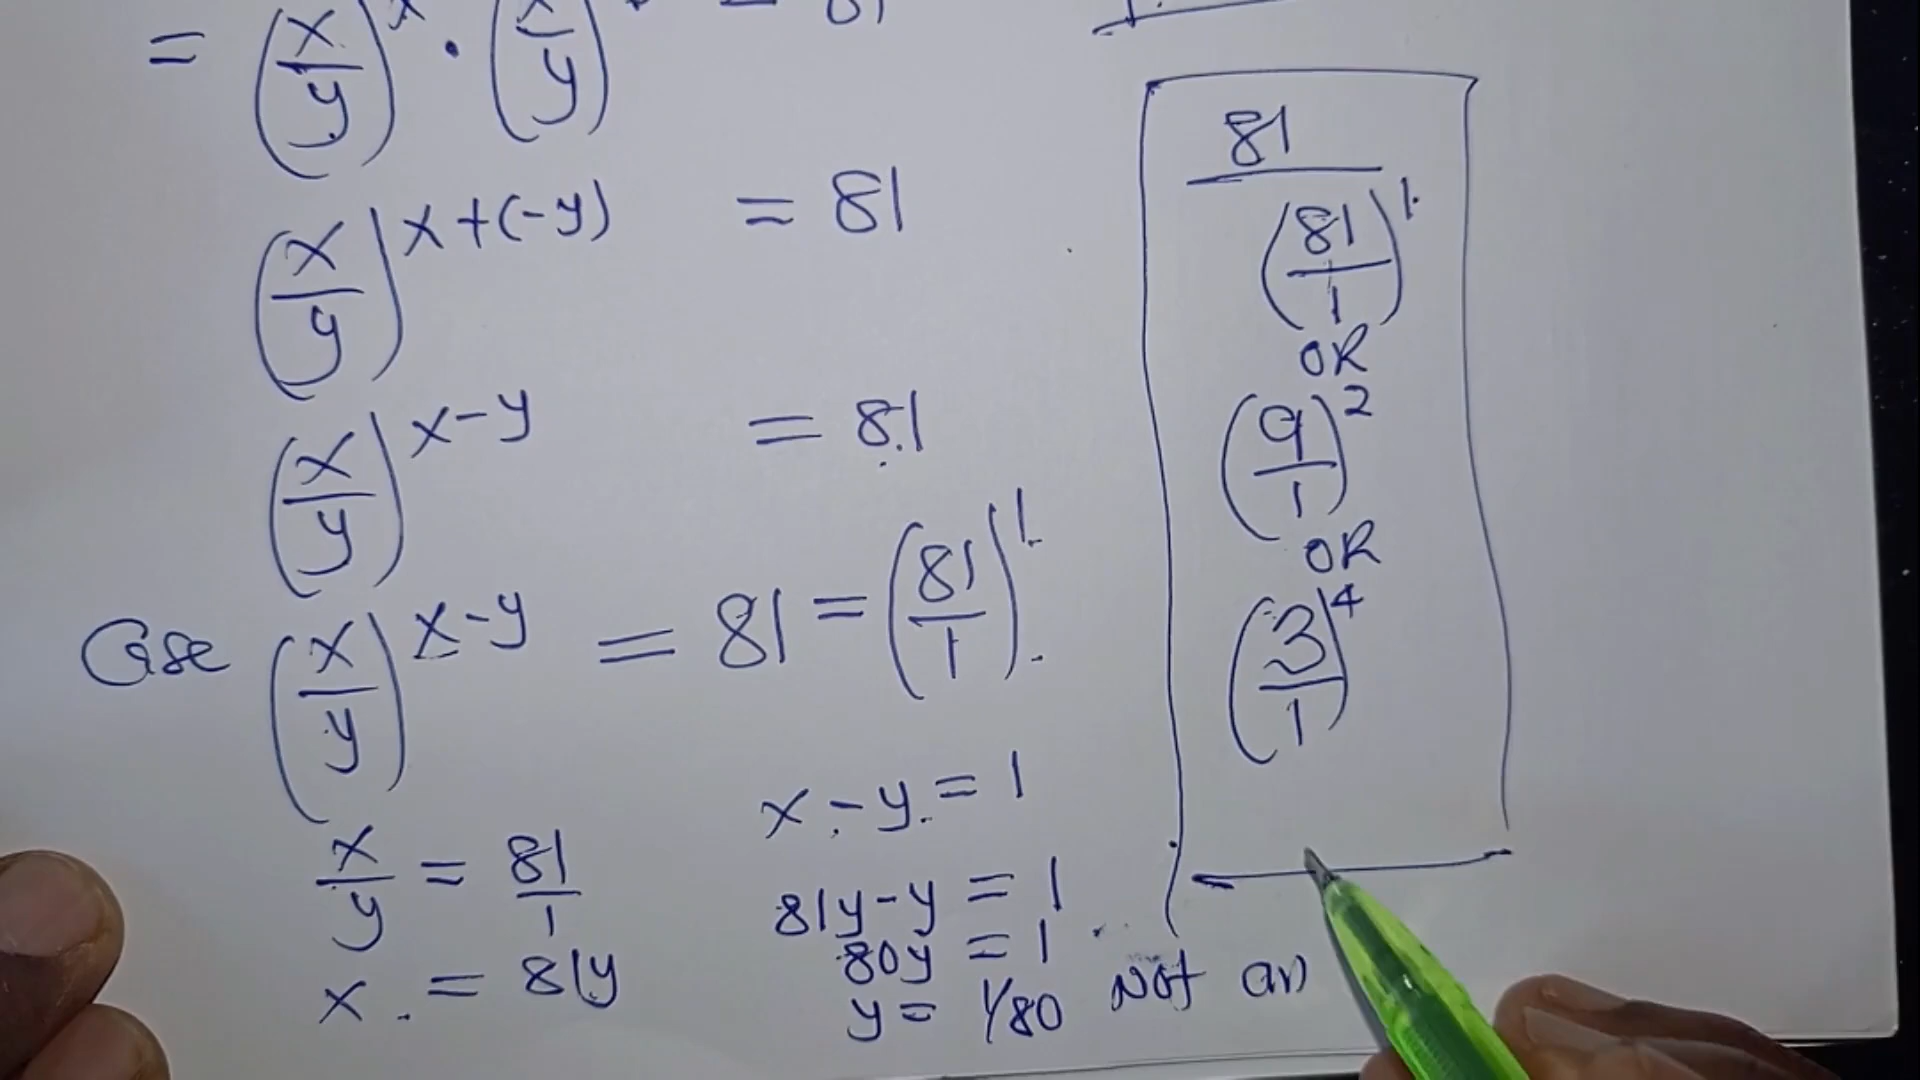 = (x/y)^x · (x/y) = 81
(x/y)^x+(-y) = 81
(x/y)^x-y = 81
Case (x/y)^x-y = 81 = (81/1)^1
x/y = 81/1
x = 81y
x - y = 1
81y - y = 1
80y = 1
y = 1/80 Not an
81
(81/1)^1
OR
(9/1)^2
OR
(3/1)^4